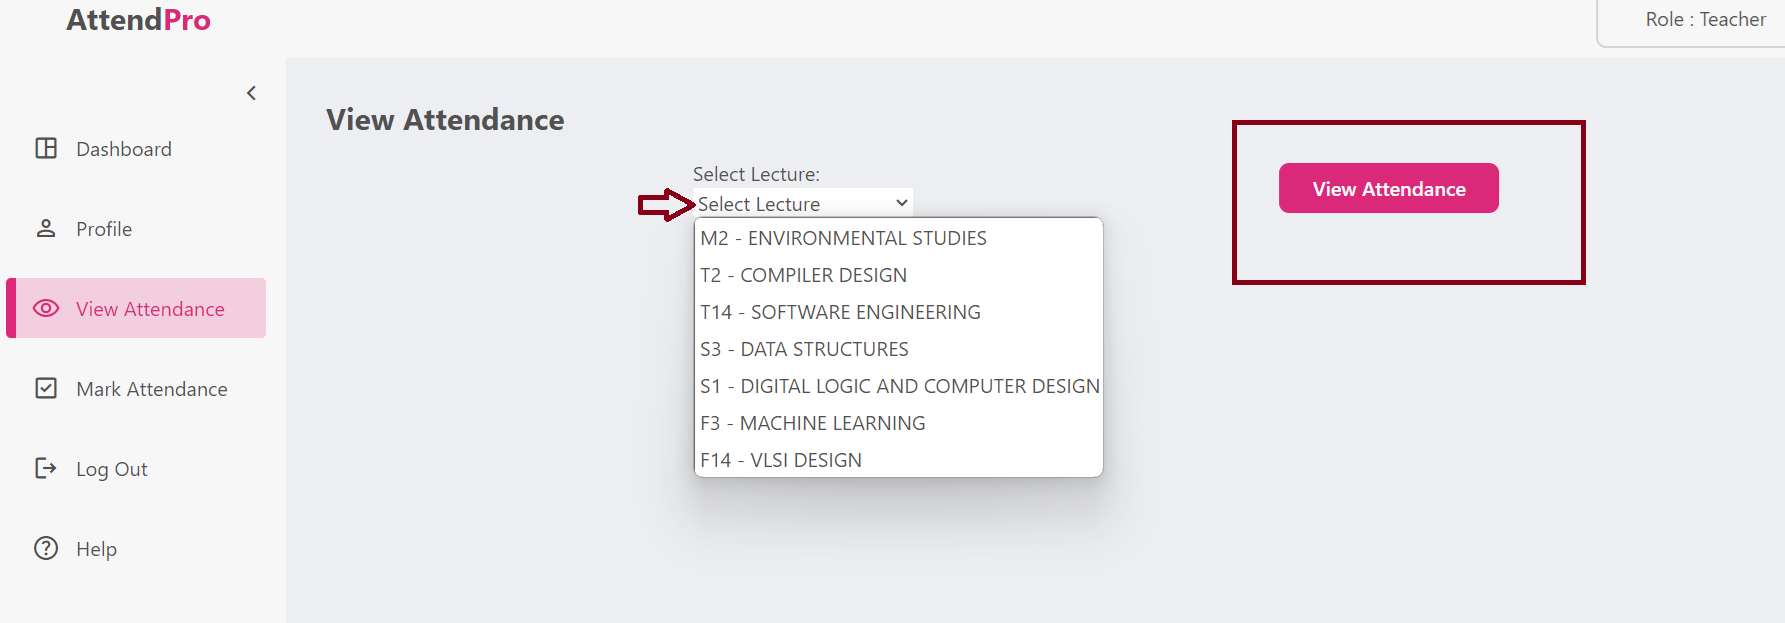 AttendPro
Role : Teacher
Dashboard
Profile
View Attendance
Mark Attendance
Log Out
Help
View Attendance
Select Lecture:
Select Lecture
M2 - ENVIRONMENTAL STUDIES
T2 - COMPILER DESIGN
T14 - SOFTWARE ENGINEERING
S3 - DATA STRUCTURES
S1 - DIGITAL LOGIC AND COMPUTER DESIGN
F3 - MACHINE LEARNING
F14 - VLSI DESIGN
View Attendance